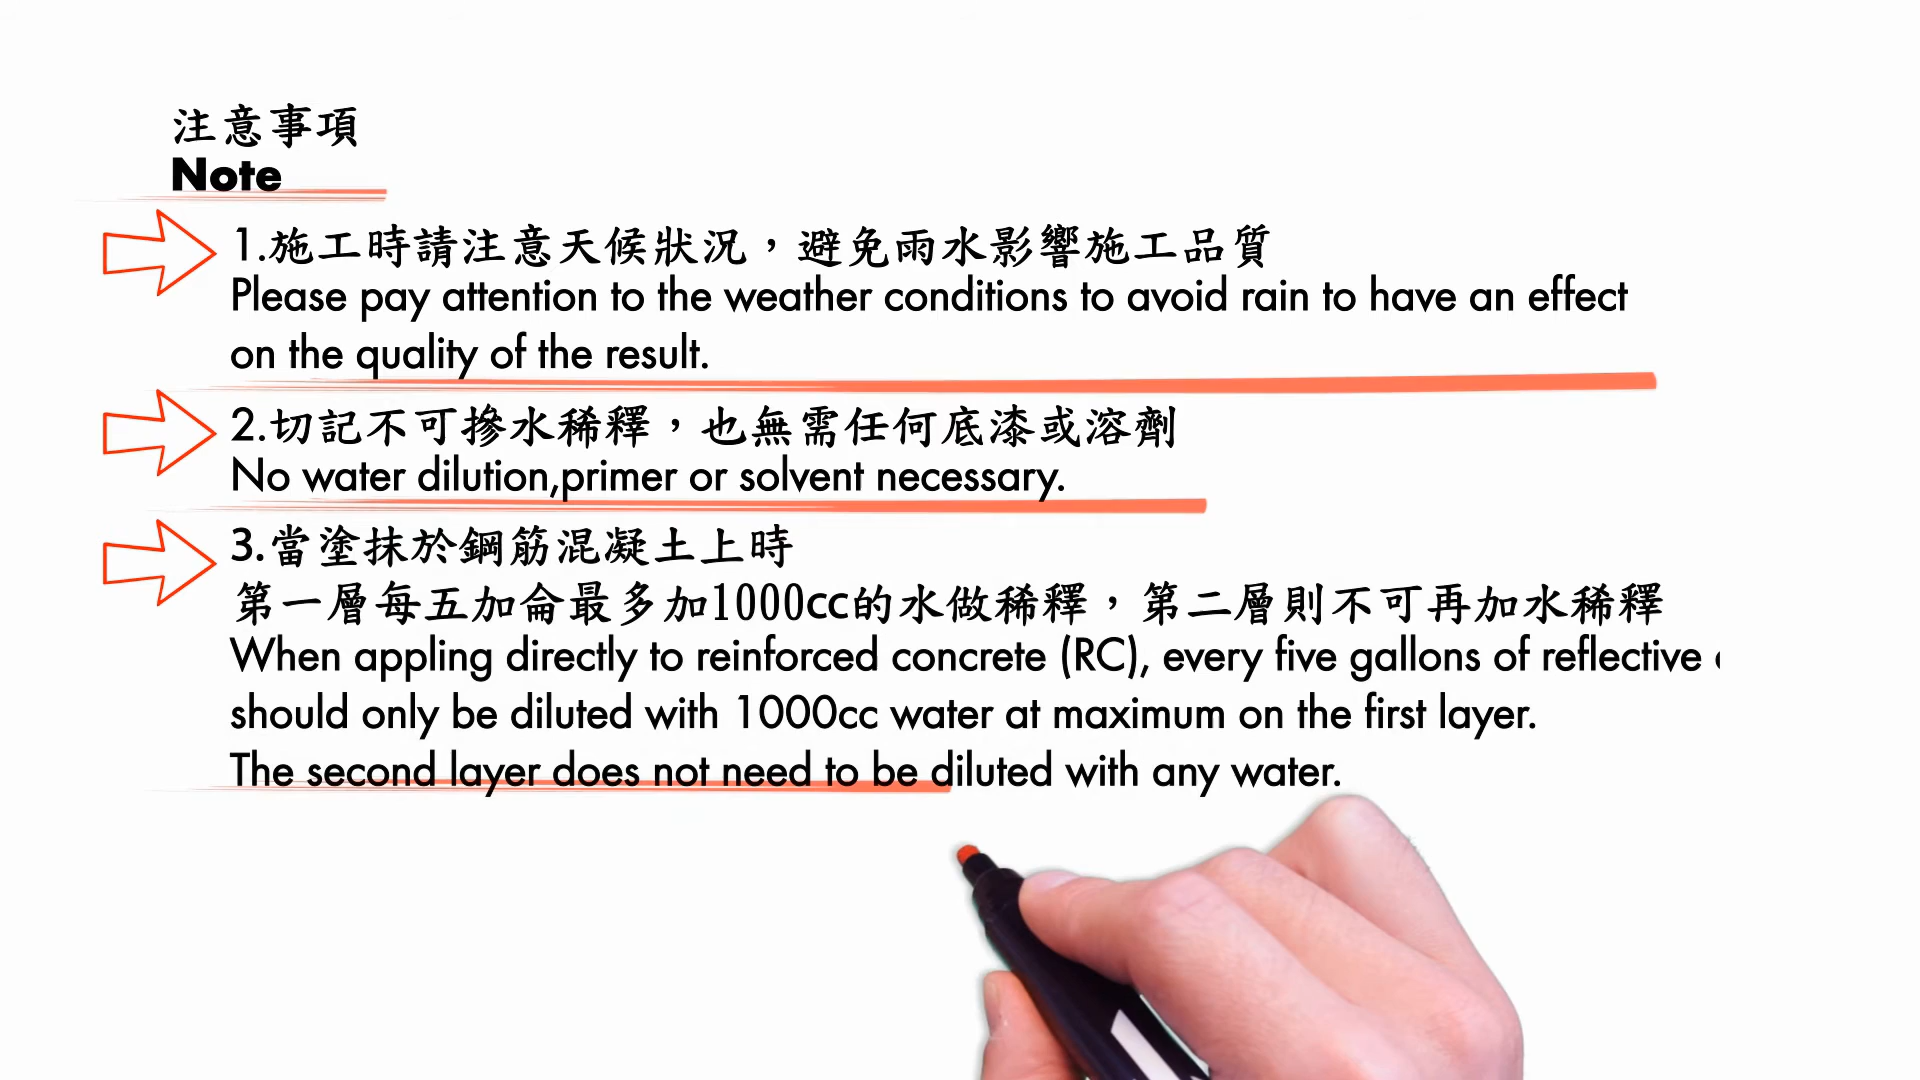 注意事項
Note
1.施工時請注意天候狀況，避免雨水影響施工品質
Please pay attention to the weather conditions to avoid rain to have an effect
on the quality of the result.
2.切記不可摻水稀釋，也無需任何底漆或溶劑
No water dilution,primer or solvent necessary.
3.當塗抹於鋼筋混凝土上時
第一層每五加侖最多加1000cc的水做稀釋，第二層則不可再加水稀釋
When appling directly to reinforced concrete (RC), every five gallons of reflective
should only be diluted with 1000cc water at maximum on the first layer.
The second layer does not need to be diluted with any water.